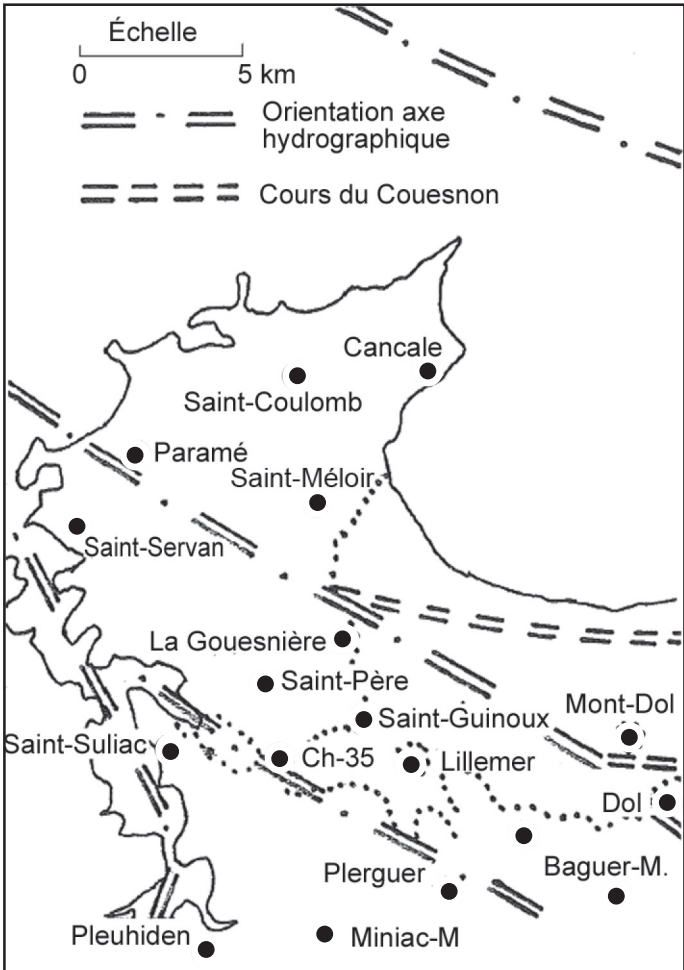 Échelle
0 5 km
Orientation axe
hydrographique
Cours du Couesnon
Cancale
Saint-Coulomb
Paramé
Saint-Méloir
Saint-Servan
La Gouesnière
Saint-Père
Saint-Guinoux
Mont-Dol
Saint-Suliac
Ch-35
Lillemer
Dol
Baguer-M.
Plerguer
Pleuhiden
Miniac-M